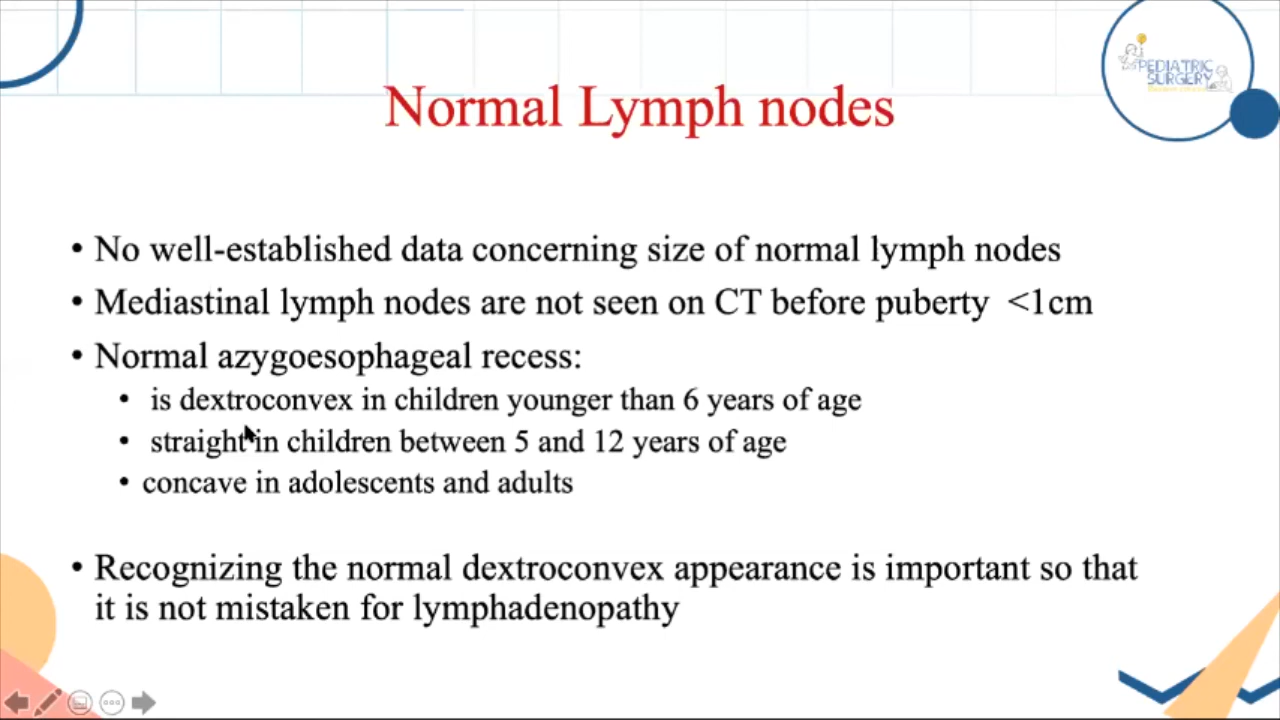 PEDIATRIC
SURGERY
Normal Lymph nodes
• No well-established data concerning size of normal lymph nodes
• Mediastinal lymph nodes are not seen on CT before puberty <1cm
• Normal azygoesophageal recess:
• is dextroconvex in children younger than 6 years of age
• straight in children between 5 and 12 years of age
• concave in adolescents and adults
• Recognizing the normal dextroconvex appearance is important so that
it is not mistaken for lymphadenopathy